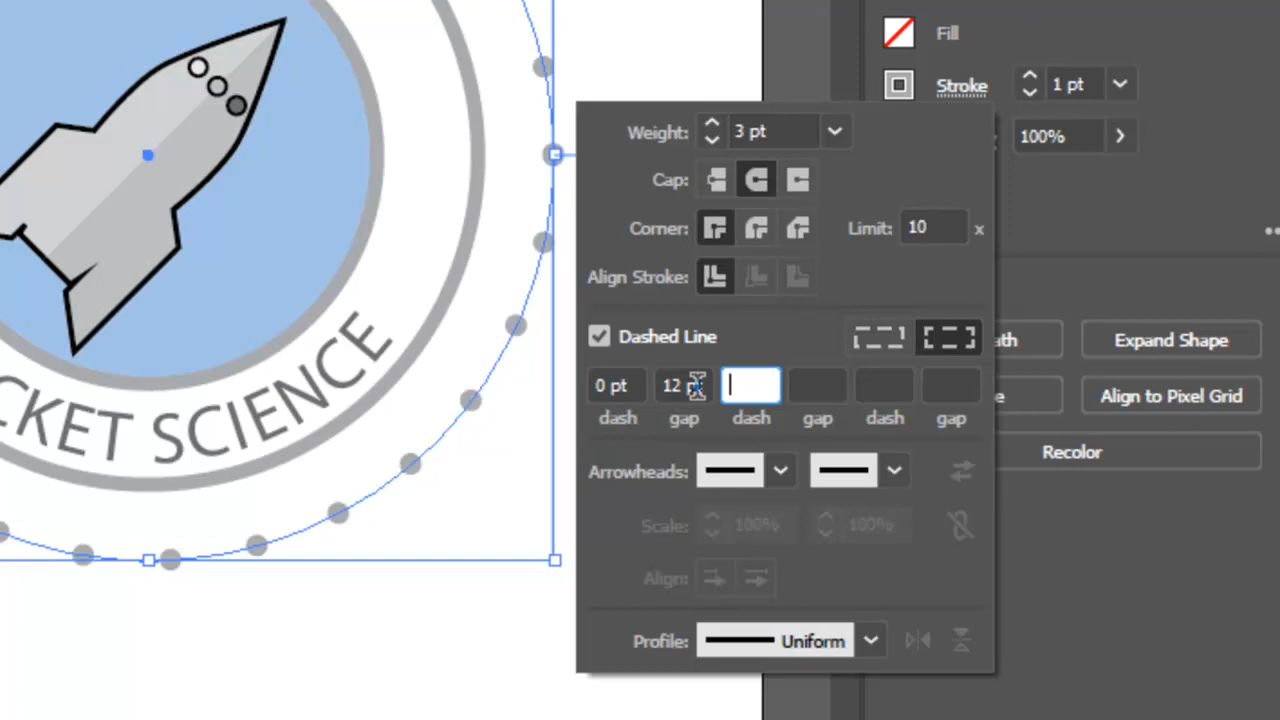 Fill
Stroke 1 pt
100%
Weight: 3 pt
Cap:
Corner: Limit: 10 x
Align Stroke:
Dashed Line
ath Expand Shape
0 pt 12 p
e Align to Pixel Grid
dash gap dash gap dash gap
Recolor
Arrowheads:
Scale: 100% 100%
Align:
Profile: Uniform
CKET SCIENCE